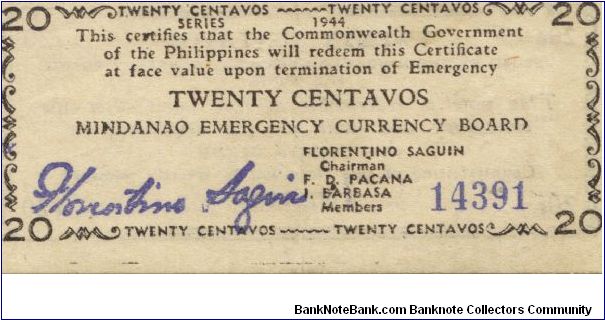 20 TWENTY CENTAVOS TWENTY CENTAVOS 20
SERIES 1944
This certifies that the Commonwealth Government
of the Philippines will redeem this Certificate
at face value upon termination of Emergency
TWENTY CENTAVOS
MINDANAO EMERGENCY CURRENCY BOARD
FLORENTINO SAGUIN
Chairman
F. D. PACANA
J. BARBASA
Members
Florentino Saguin
14391
20 TWENTY CENTAVOS TWENTY CENTAVOS 20
BankNoteBank.com Banknote Collectors Community